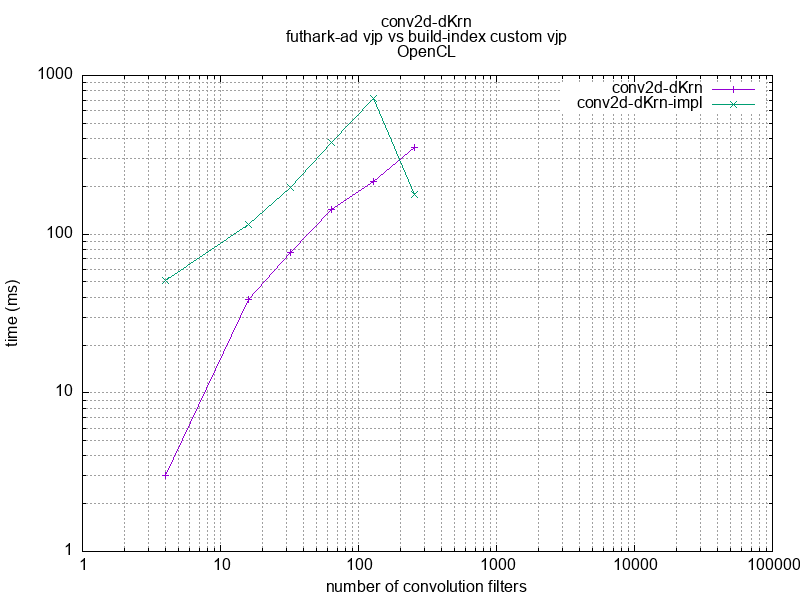 conv2d-dKrn
futhark-ad vjp vs build-index custom vjp
OpenCL
1000
100
10
1
time (ms)
conv2d-dKrn
conv2d-dKrn-impl
1 10 100 1000 10000 100000
number of convolution filters